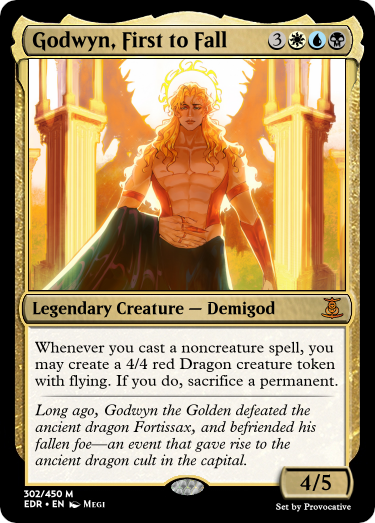 Godwyn, First to Fall 3
Legendary Creature — Demigod
Whenever you cast a noncreature spell, you
may create a 4/4 red Dragon creature token
with flying. If you do, sacrifice a permanent.
Long ago, Godwyn the Golden defeated the
ancient dragon Fortissax, and befriended his
fallen foe—an event that gave rise to the
ancient dragon cult in the capital.
4/5
302/450 M
EDR • EN MEGI
Set by Provocative